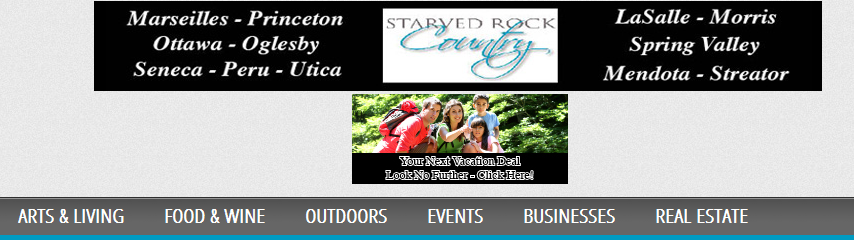 Marseilles - Princeton
Ottawa - Oglesby
Seneca - Peru - Utica
STARVED ROCK
Country
LaSalle - Morris
Spring Valley
Mendota - Streator
Your Next Vacation Deal
Look No Further - Click Here!
ARTS & LIVING FOOD & WINE OUTDOORS EVENTS BUSINESSES REAL ESTATE